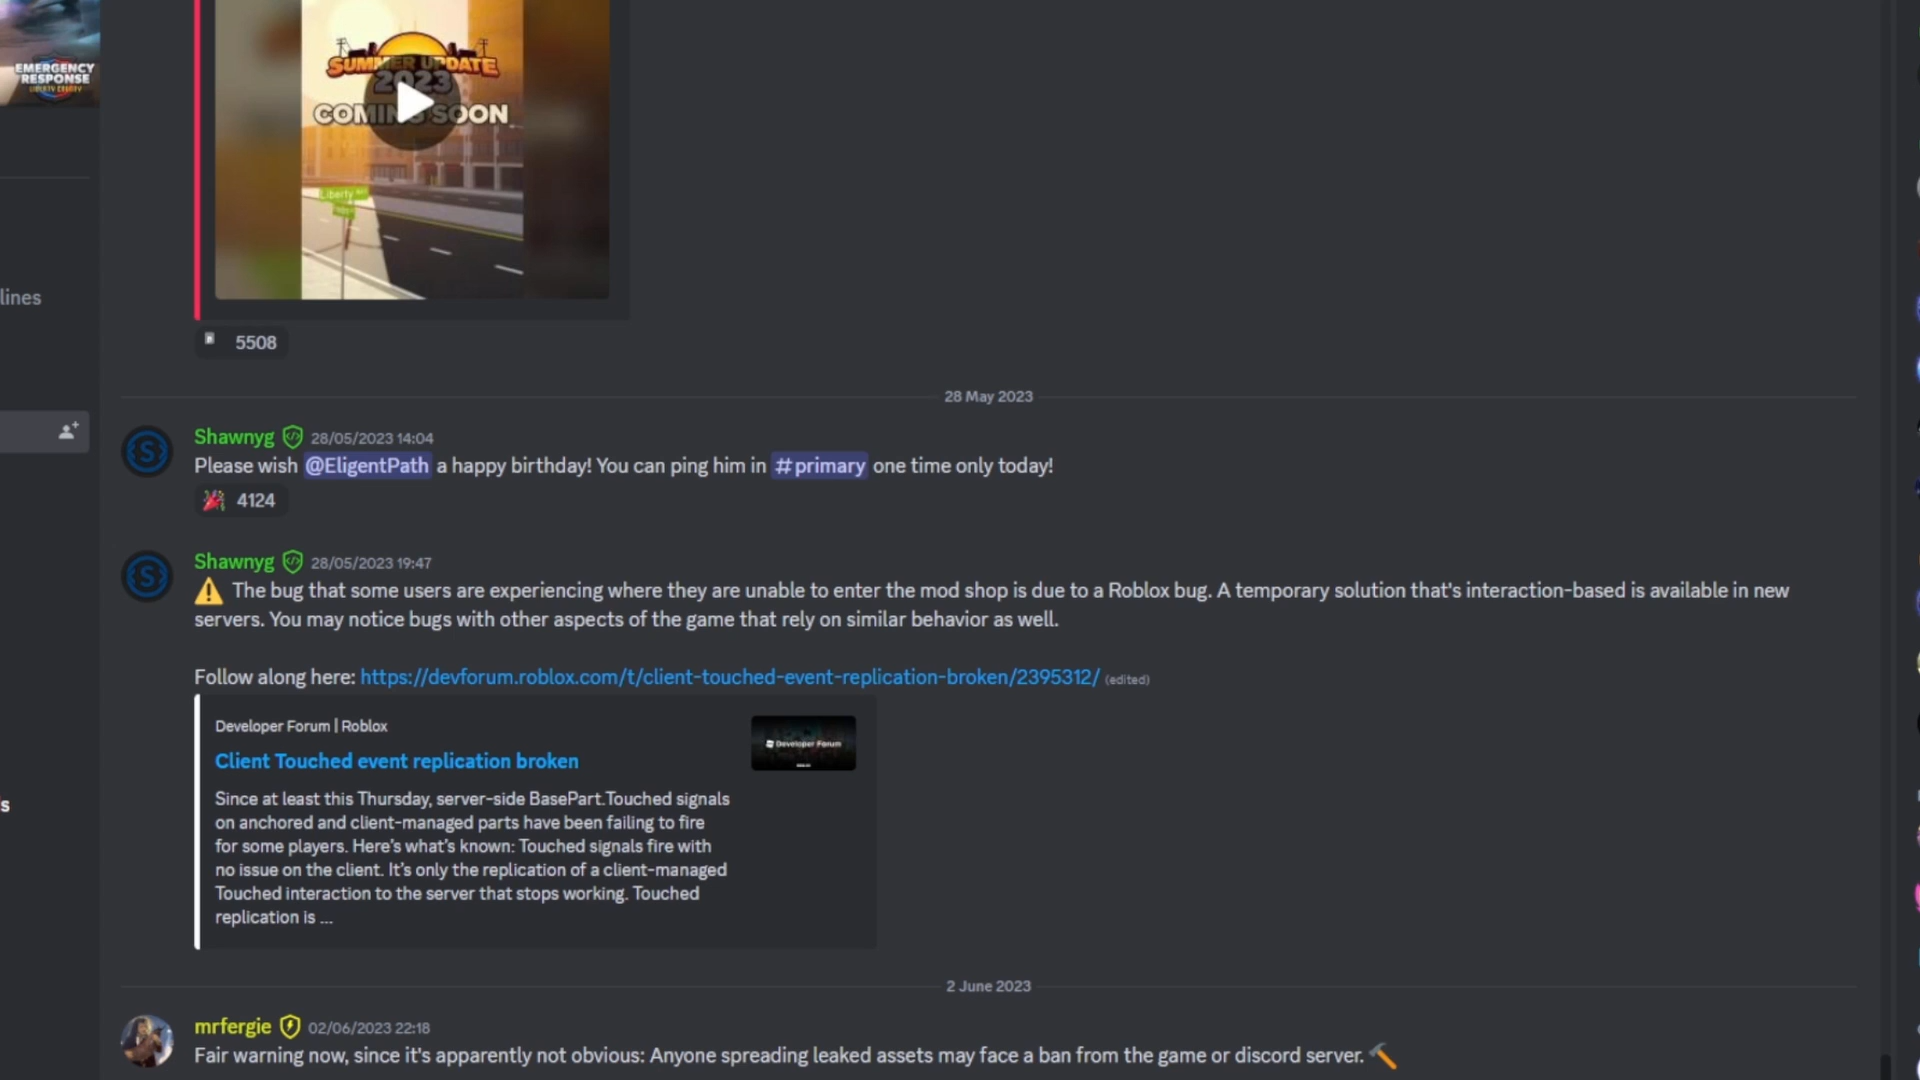 EMERGENCY
RESPONSE
LIBERTY COUNTY
SUMMER UPDATE
2023
COMING SOON
Liberty
lines
5508
28 May 2023
Shawnyg 28/05/2023 14:04
Please wish @EligentPath a happy birthday! You can ping him in #primary one time only today!
4124
Shawnyg 28/05/2023 19:47
The bug that some users are experiencing where they are unable to enter the mod shop is due to a Roblox bug. A temporary solution that's interaction-based is available in new
servers. You may notice bugs with other aspects of the game that rely on similar behavior as well.
Follow along here: https://devforum.roblox.com/t/client-touched-event-replication-broken/2395312/ (edited)
Developer Forum | Roblox
Developer Forum
Client Touched event replication broken
Since at least this Thursday, server-side BasePart.Touched signals
on anchored and client-managed parts have been failing to fire
for some players. Here's what's known: Touched signals fire with
no issue on the client. It's only the replication of a client-managed
Touched interaction to the server that stops working. Touched
replication is ...
s
2 June 2023
mrfergie 02/06/2023 22:18
Fair warning now, since it's apparently not obvious: Anyone spreading leaked assets may face a ban from the game or discord server.